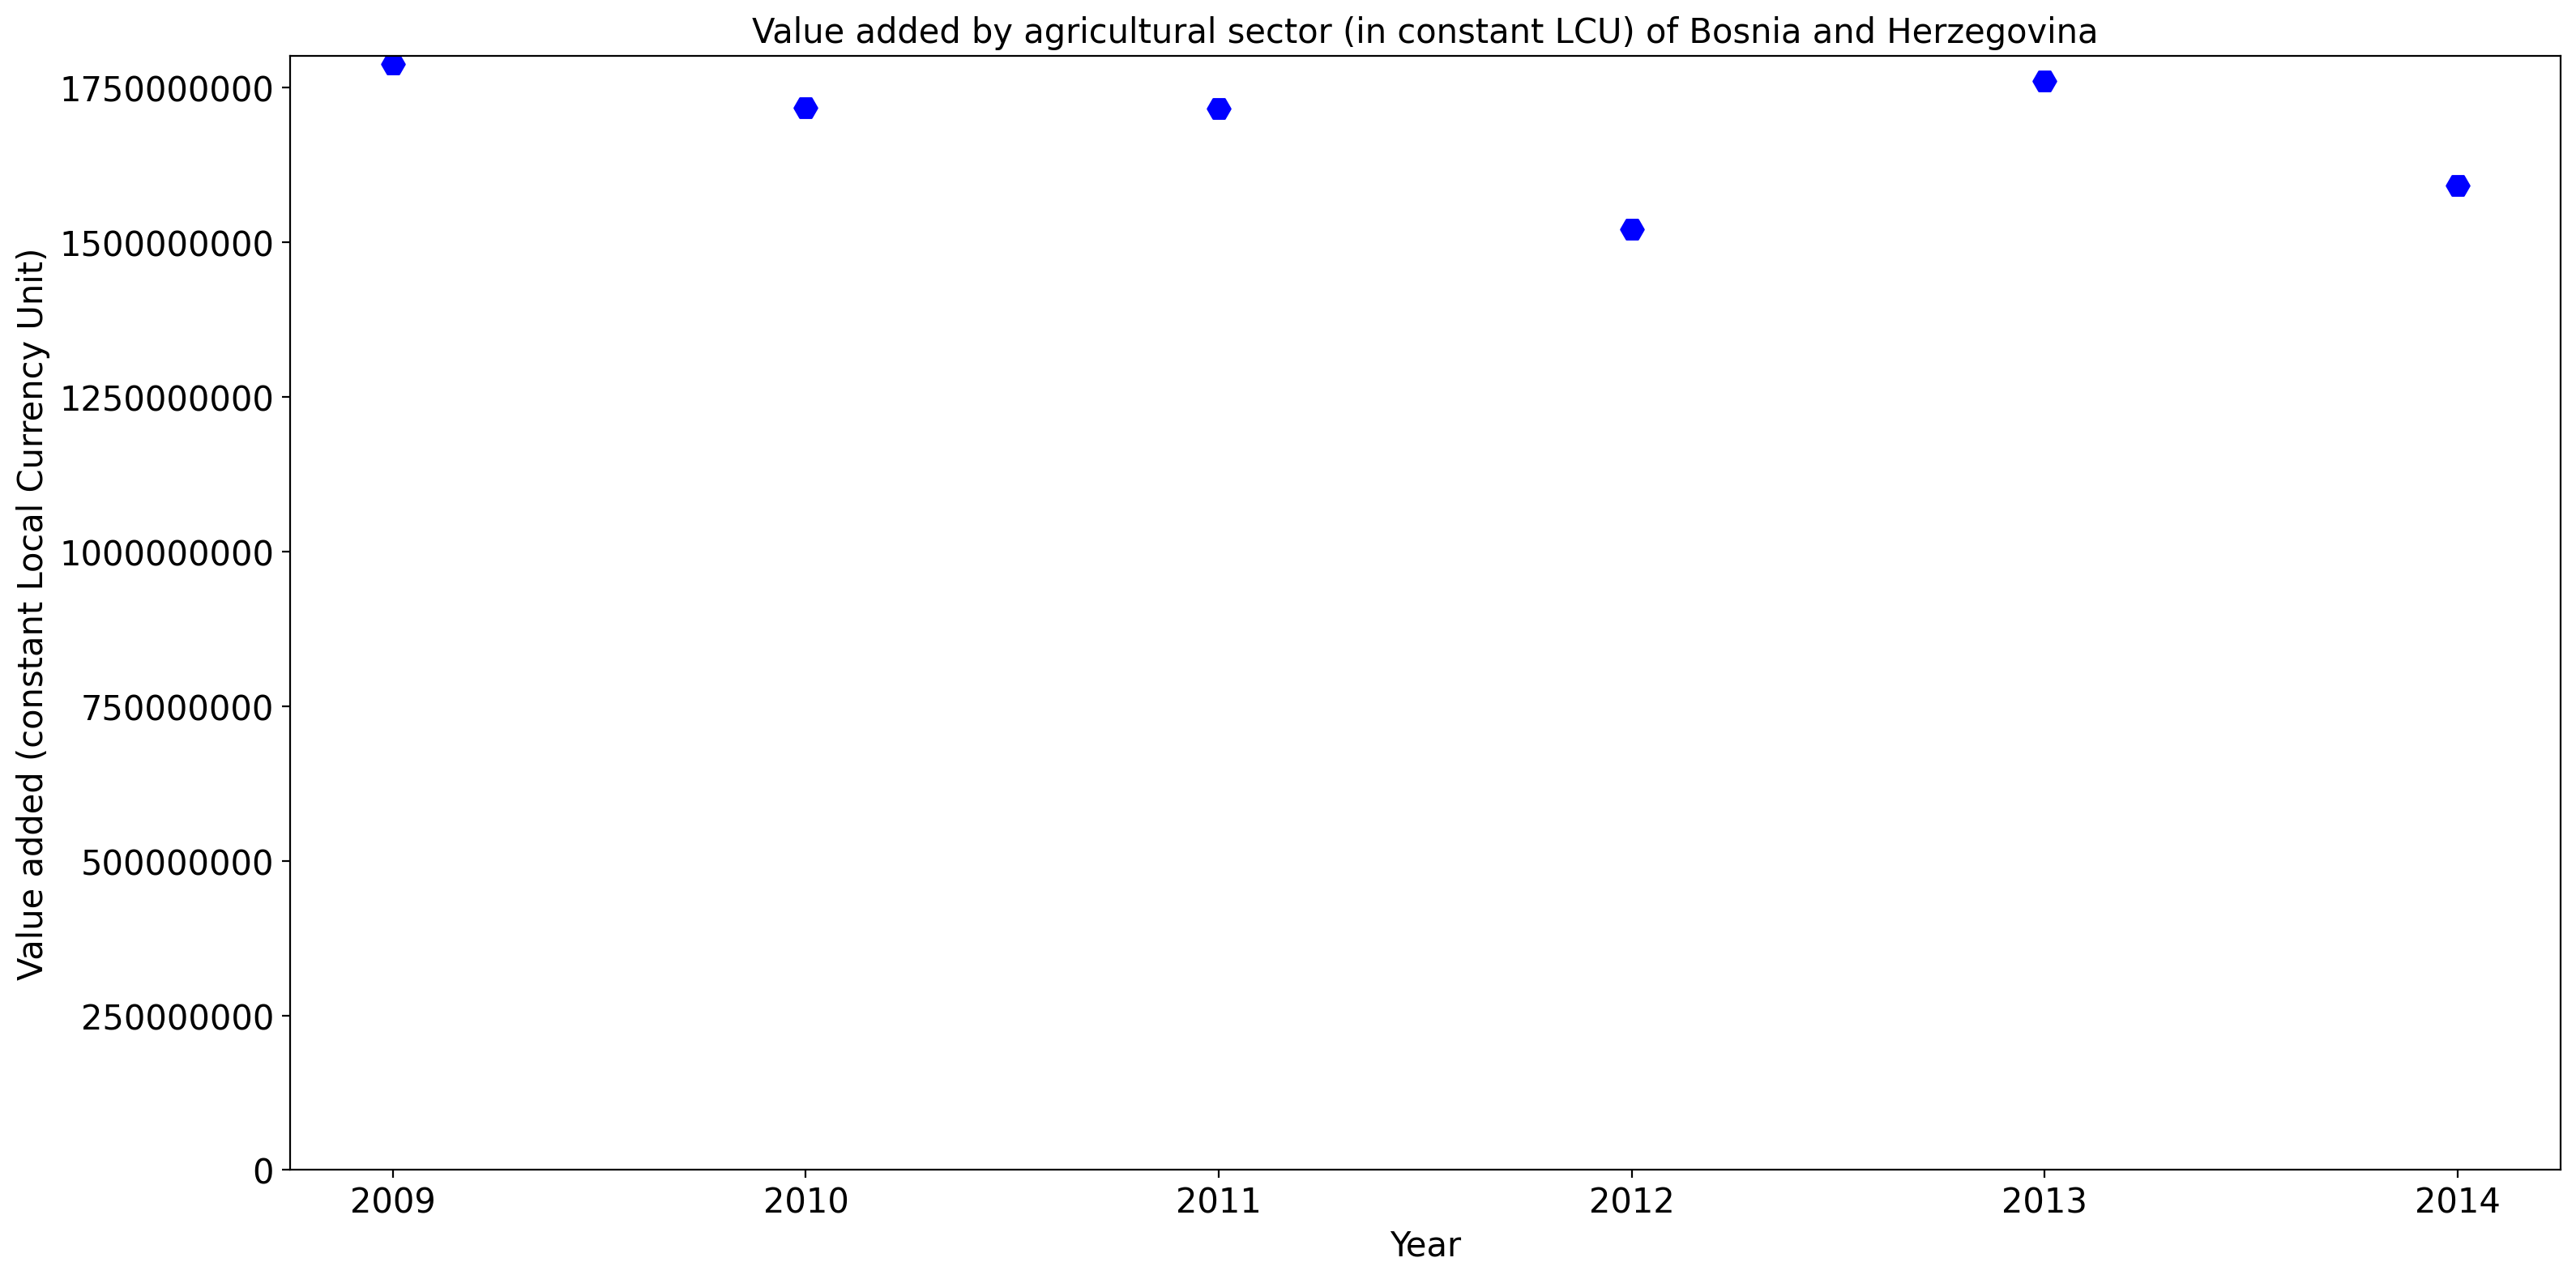 Value added by agricultural sector (in constant LCU) of Bosnia and Herzegovina
Value added (constant Local Currency Unit)
1750000000
1500000000
1250000000
1000000000
750000000
500000000
250000000
0
2009 2010 2011 2012 2013 2014
Year